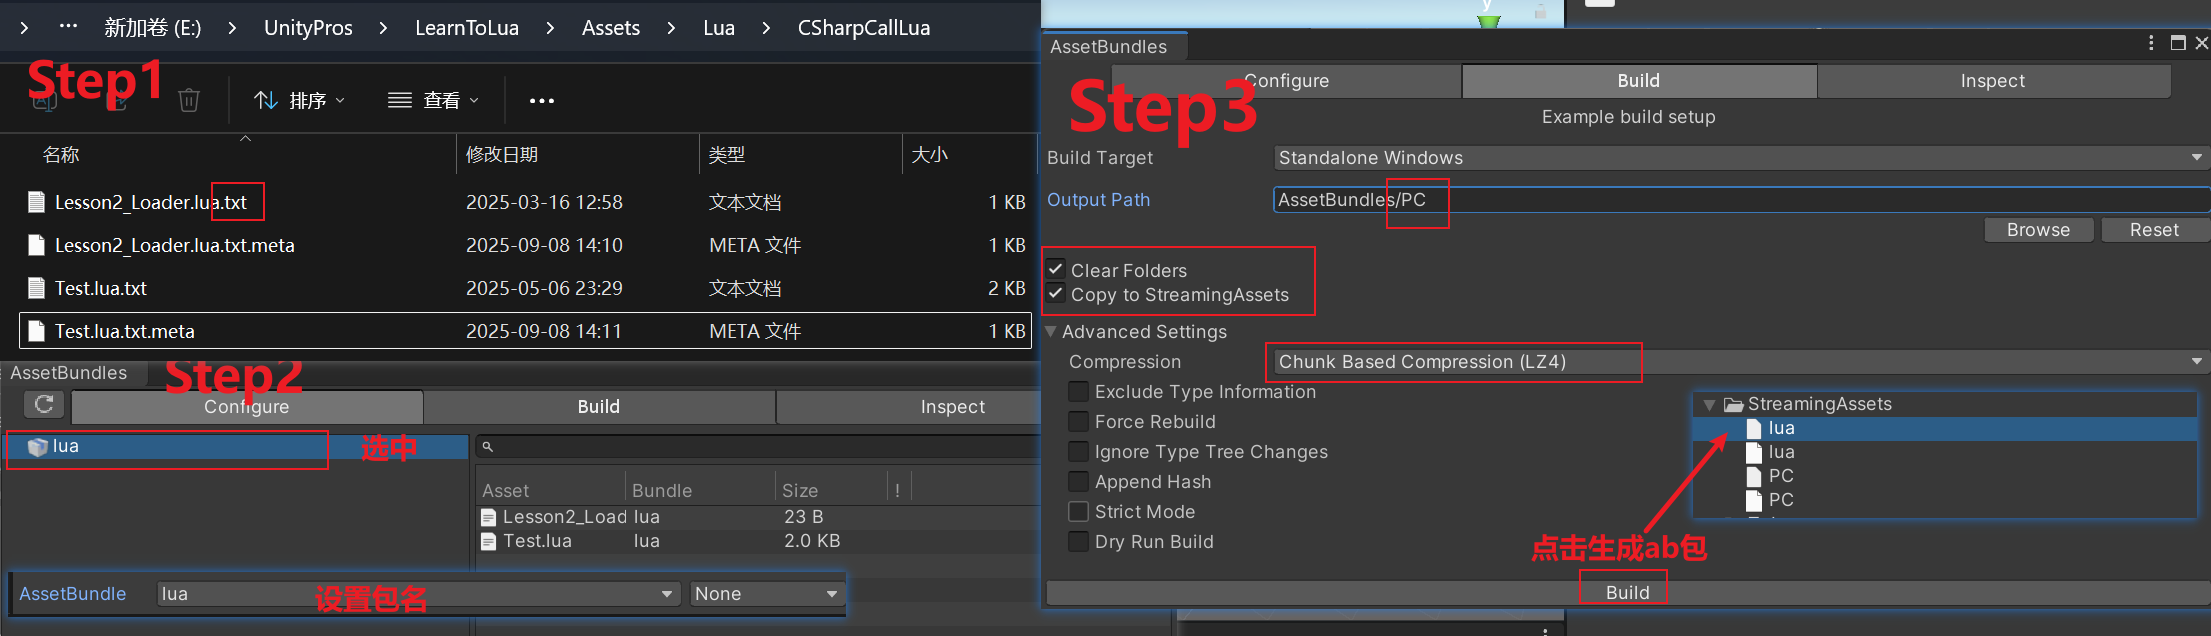 新加卷 (E:) > UnityPros > LearnToLua > Assets > Lua > CSharpCallLua
Step1
排序
查看
名称 修改日期 类型 大小
Lesson2_Loader.lua.txt 2025-03-16 12:58 文本文档 1 KB
Lesson2_Loader.lua.txt.meta 2025-09-08 14:10 META 文件 1 KB
Test.lua.txt 2025-05-06 23:29 文本文档 2 KB
Test.lua.txt.meta 2025-09-08 14:11 META 文件 1 KB
AssetBundles
Step2
Configure Build Inspect
lua
选中
Asset Bundle Size !
Lesson2_Load lua 23 B
Test.lua lua 2.0 KB
AssetBundle lua None
设置包名
y
AssetBundles
Configure Build Inspect
Step3
Example build setup
Build Target Standalone Windows
Output Path AssetBundles/PC
Browse Reset
Clear Folders
Copy to StreamingAssets
Advanced Settings
Compression Chunk Based Compression (LZ4)
Exclude Type Information
Force Rebuild
Ignore Type Tree Changes
Append Hash
Strict Mode
Dry Run Build
StreamingAssets
lua
lua
PC
PC
点击生成ab包
Build